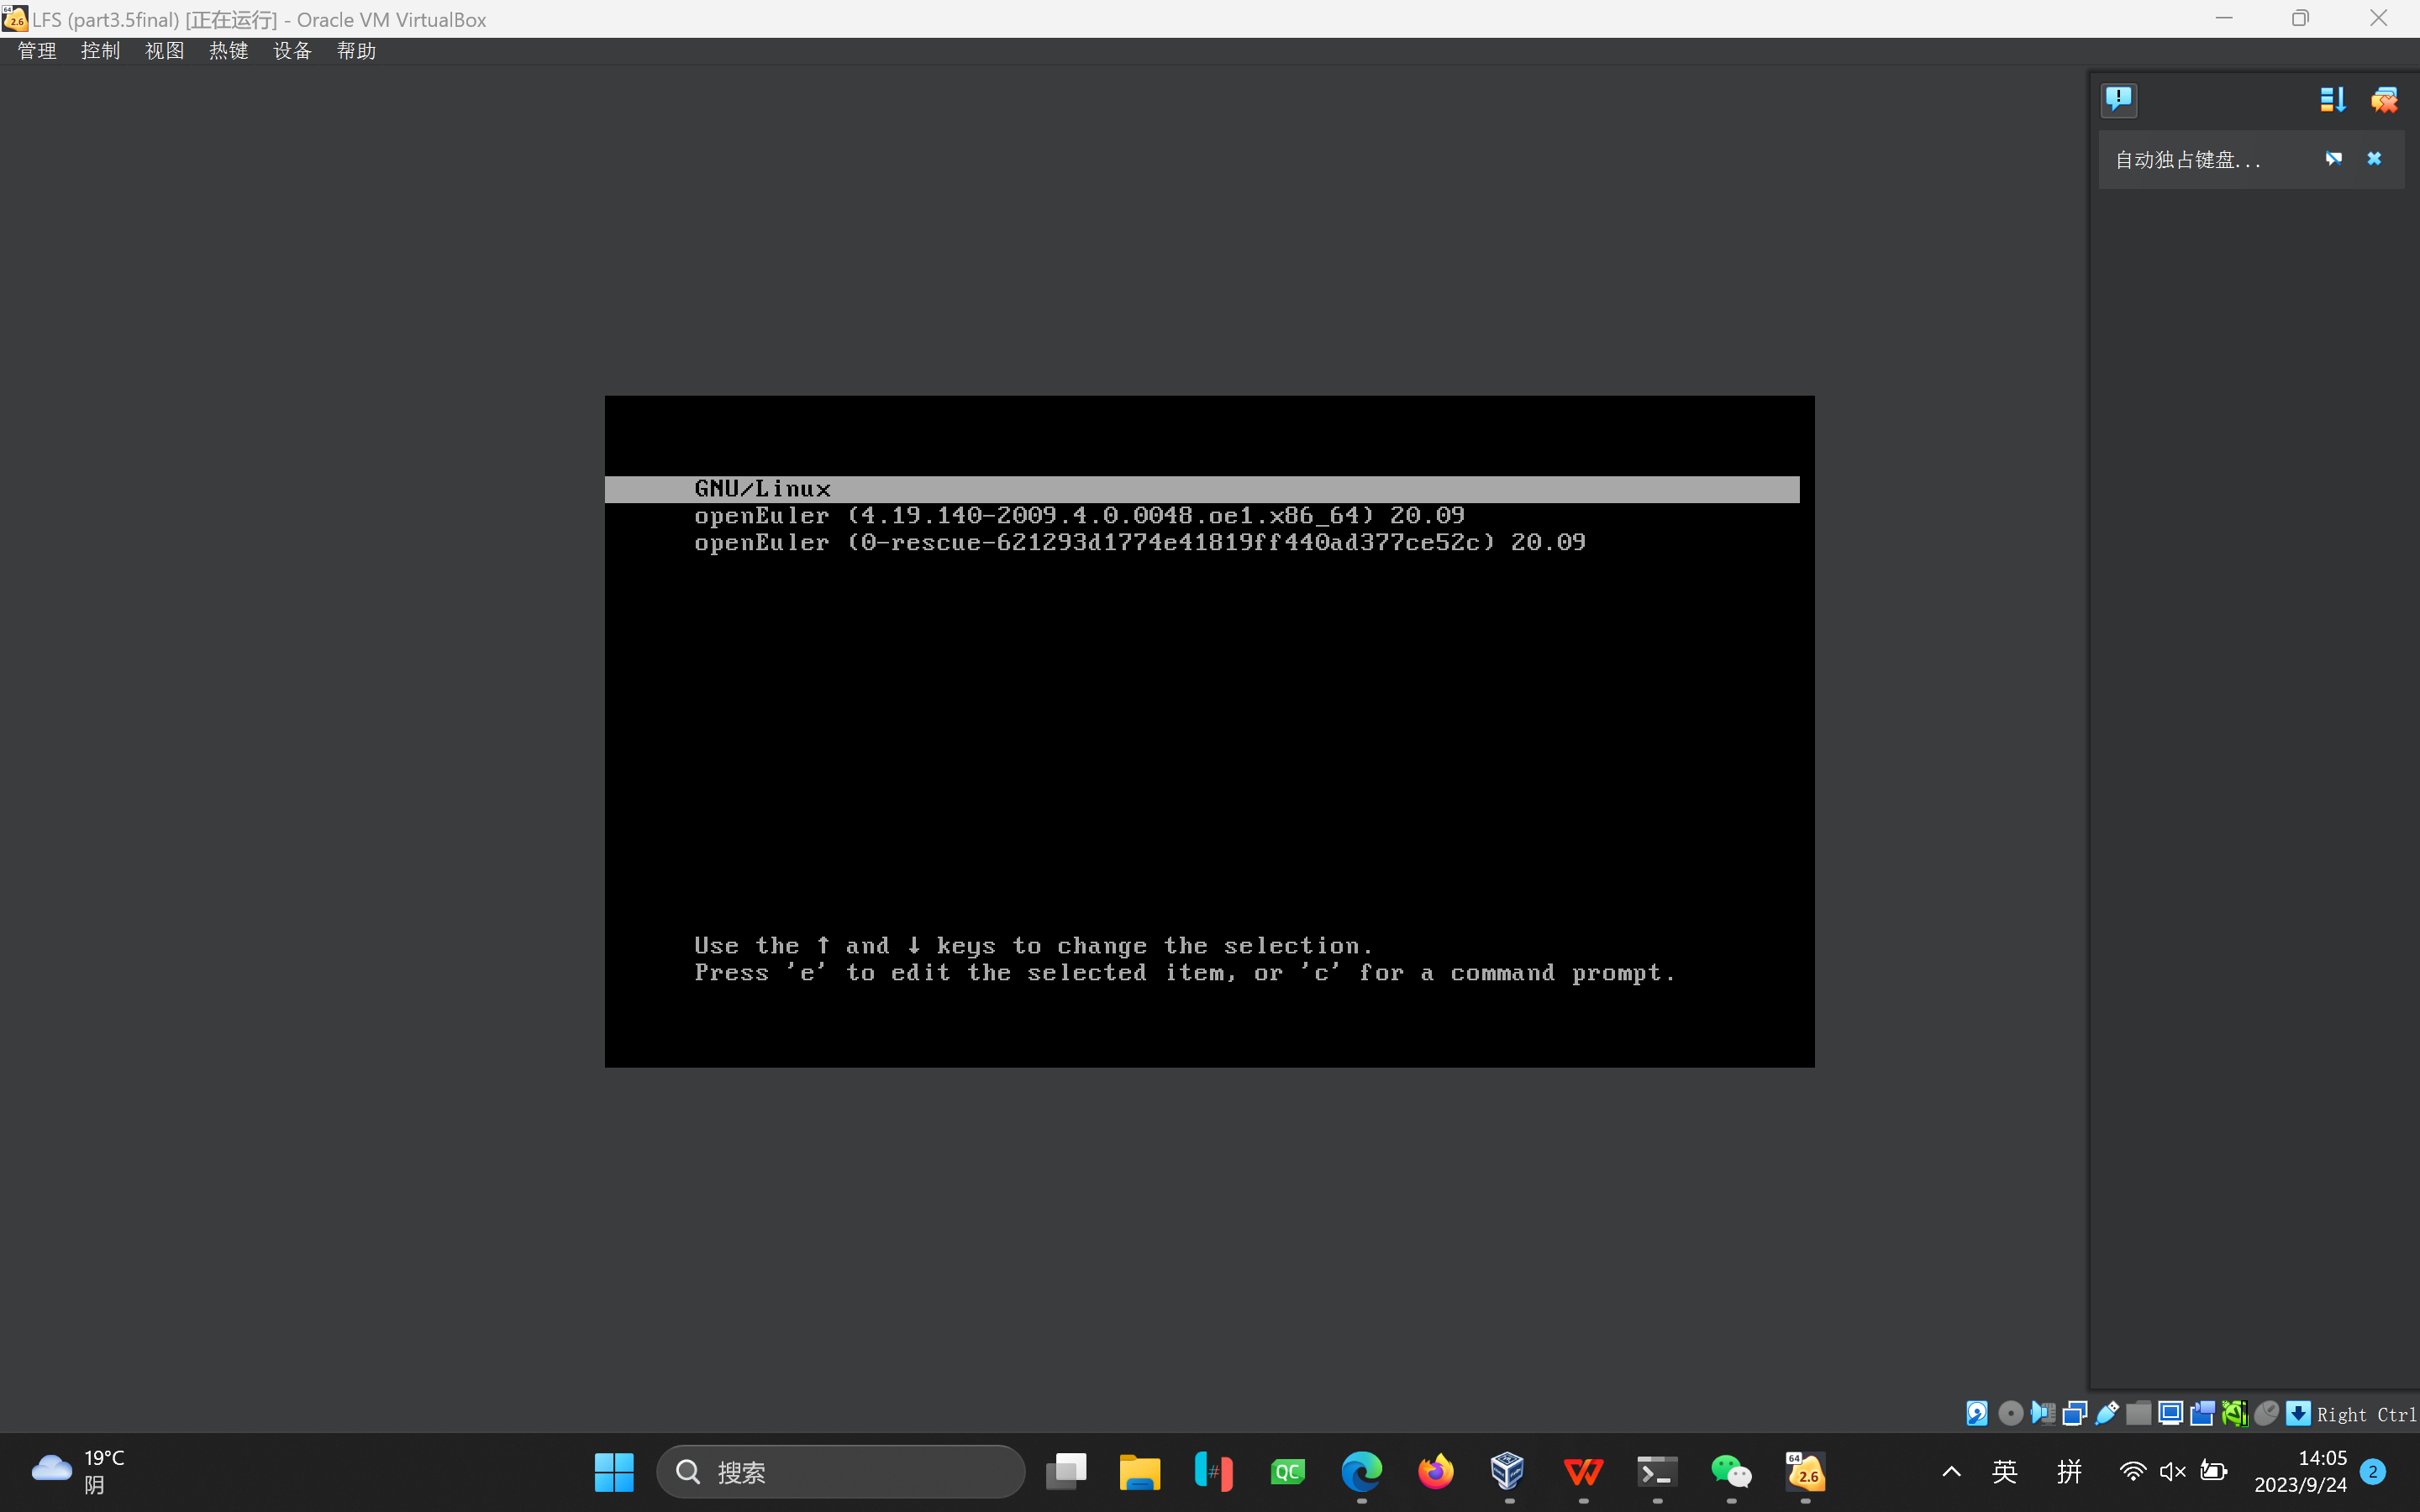 LFS (part3.5final) [正在运行] - Oracle VM VirtualBox
管理 控制 视图 热键 设备 帮助
自动独占键盘...
GNU/Linux
openEuler (4.19.140-2009.4.0.0048.oe1.x86_64) 20.09
openEuler (0-rescue-621293d1774e41819ff440ad377ce52c) 20.09
Use the ↑ and ↓ keys to change the selection.
Press 'e' to edit the selected item, or 'c' for a command prompt.
Right Ctrl
19°C
阴
搜索
QC
64
2.6
英 拼
14:05
2023/9/24
2